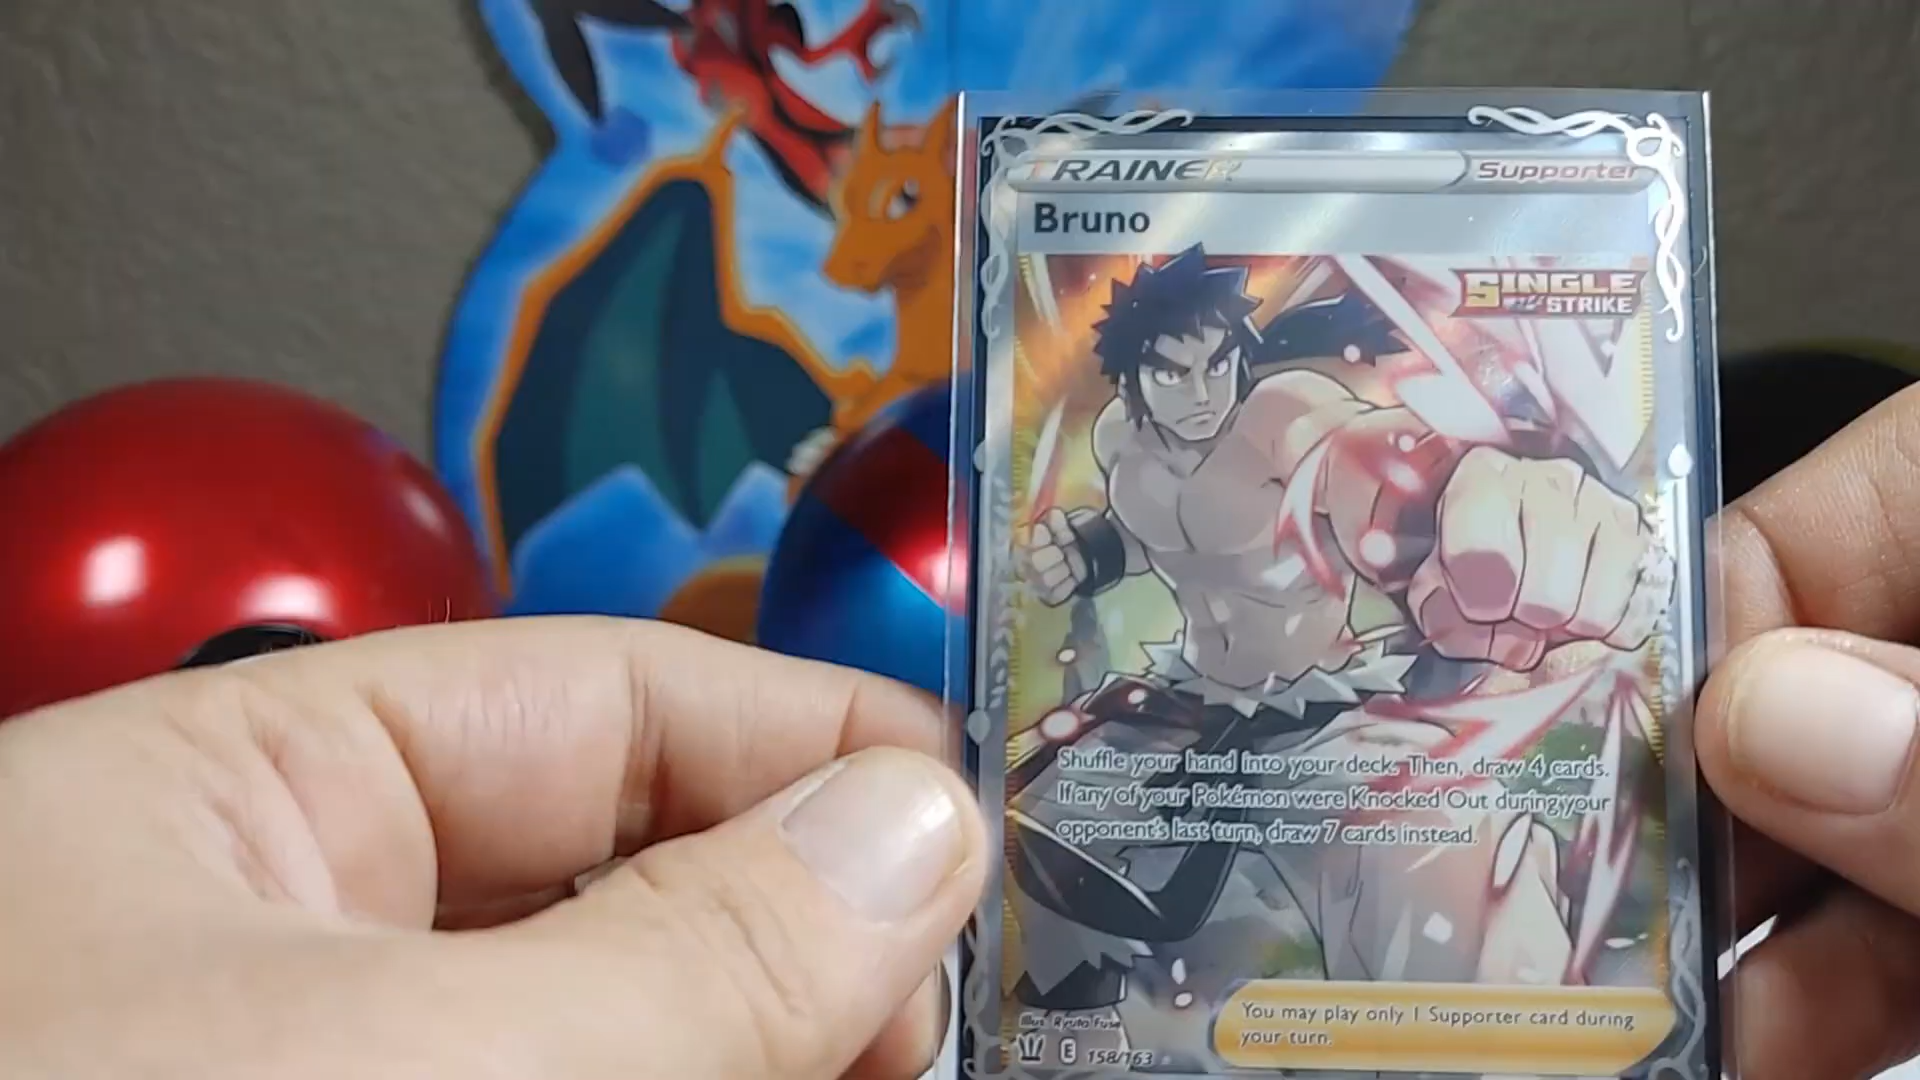 TRAINER
Supporter
Bruno
SINGLE
STRIKE
Shuffle your hand into your deck. Then, draw 4 cards.
If any of your Pokémon were Knocked Out during your
opponent's last turn, draw 7 cards instead.
You may play only 1 Supporter card during
your turn.
Illus. Ryuta Fuse
E 158/163